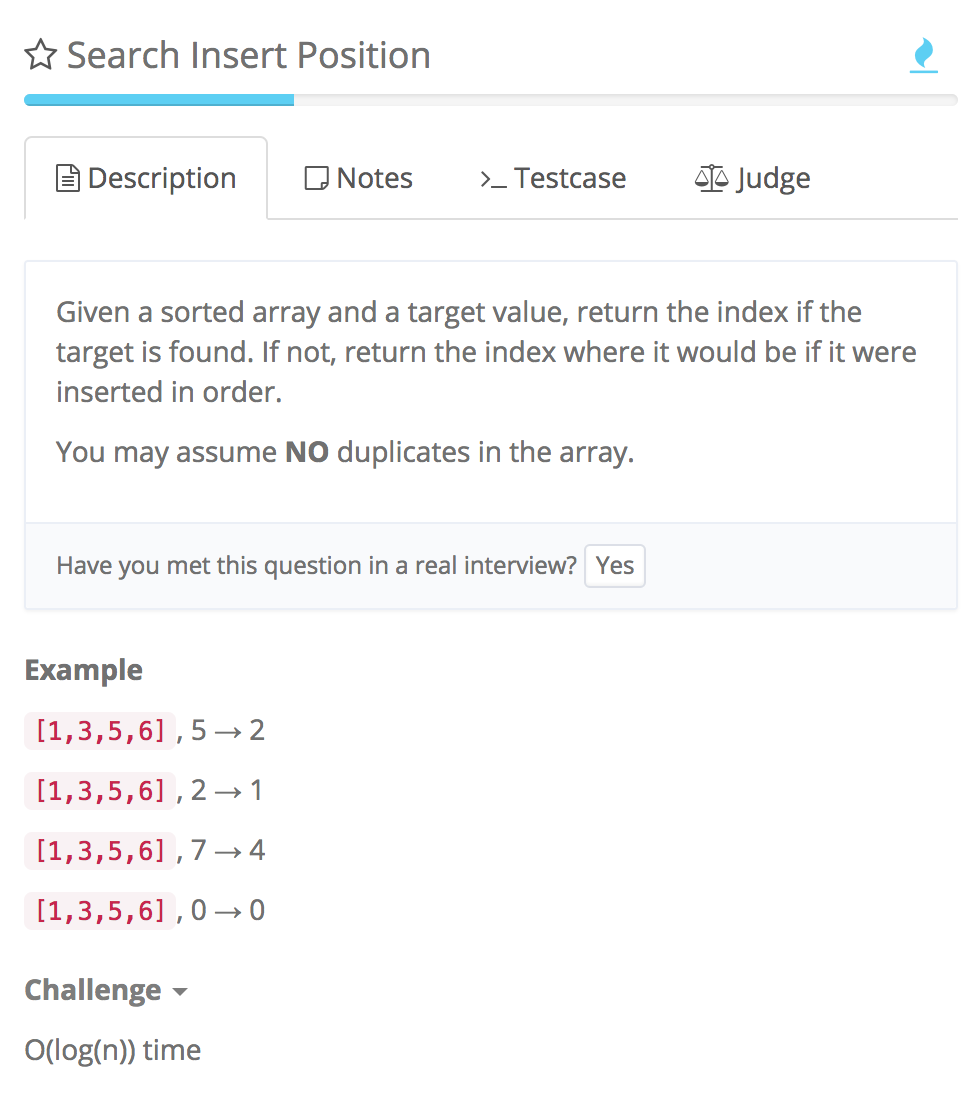 Search Insert Position
Description
Notes
Testcase
Judge
Given a sorted array and a target value, return the index if the
target is found. If not, return the index where it would be if it were
inserted in order.
You may assume NO duplicates in the array.
Have you met this question in a real interview? Yes
Example
[1,3,5,6], 5 → 2
[1,3,5,6], 2 → 1
[1,3,5,6], 7 → 4
[1,3,5,6], 0 → 0
Challenge
O(log(n)) time